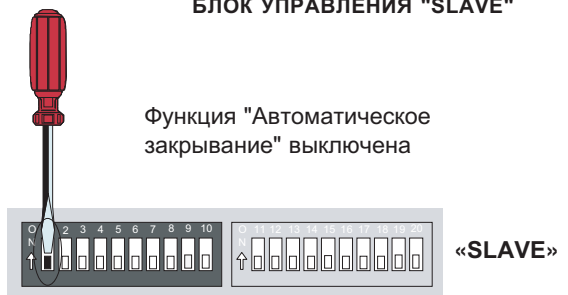 БЛОК УПРАВЛЕНИЯ "SLAVE"
Функция "Автоматическое
закрывание" выключена
O N 2 3 4 5 6 7 8 9 10
O N 11 12 13 14 15 16 17 18 19 20
«SLAVE»